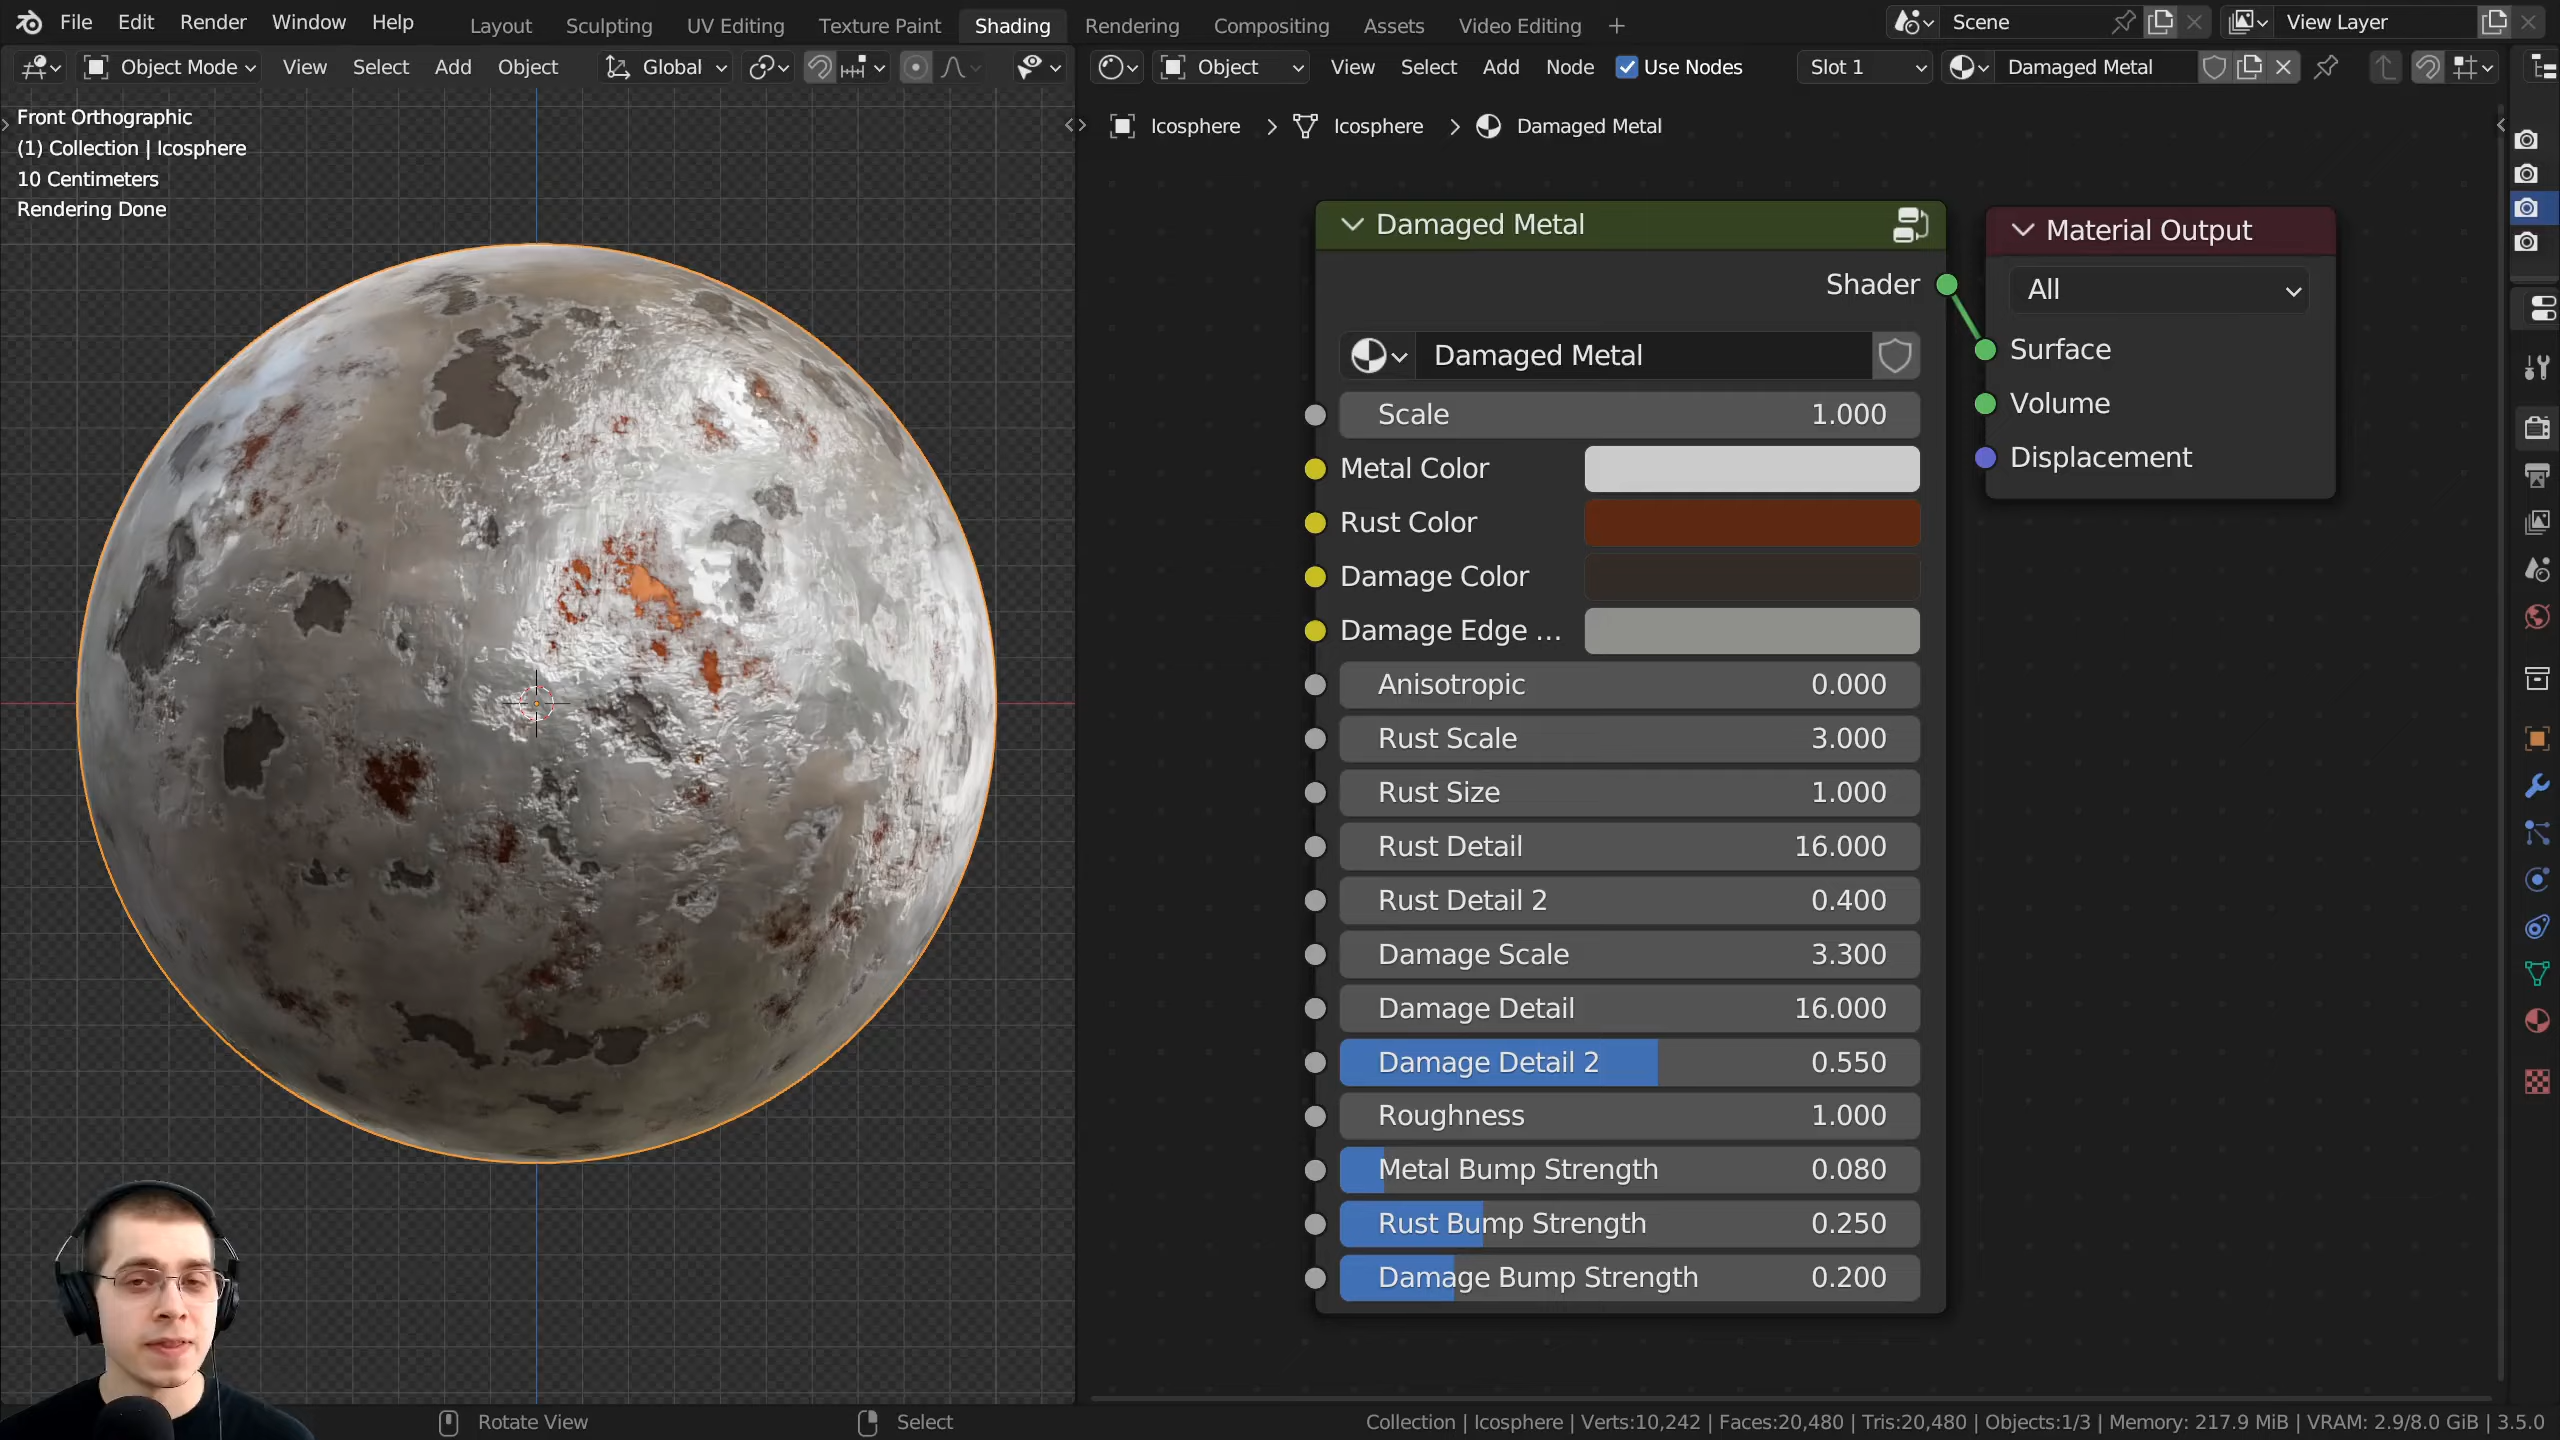 File Edit Render Window Help Layout Sculpting UV Editing Texture Paint Shading Rendering Compositing Assets Video Editing + Scene View Layer
Object Mode View Select Add Object Global Object View Select Add Node Use Nodes Slot 1 Damaged Metal
Front Orthographic
(1) Collection | Icosphere
10 Centimeters
Rendering Done
Icosphere > Icosphere > Damaged Metal
Damaged Metal
Shader
Damaged Metal
Scale 1.000
Metal Color
Rust Color
Damage Color
Damage Edge ...
Anisotropic 0.000
Rust Scale 3.000
Rust Size 1.000
Rust Detail 16.000
Rust Detail 2 0.400
Damage Scale 3.300
Damage Detail 16.000
Damage Detail 2 0.550
Roughness 1.000
Metal Bump Strength 0.080
Rust Bump Strength 0.250
Damage Bump Strength 0.200
Material Output
All
Surface
Volume
Displacement
Rotate View Select Collection | Icosphere | Verts:10,242 | Faces:20,480 | Tris:20,480 | Objects:1/3 | Memory: 217.9 MiB | VRAM: 2.9/8.0 GiB | 3.5.0